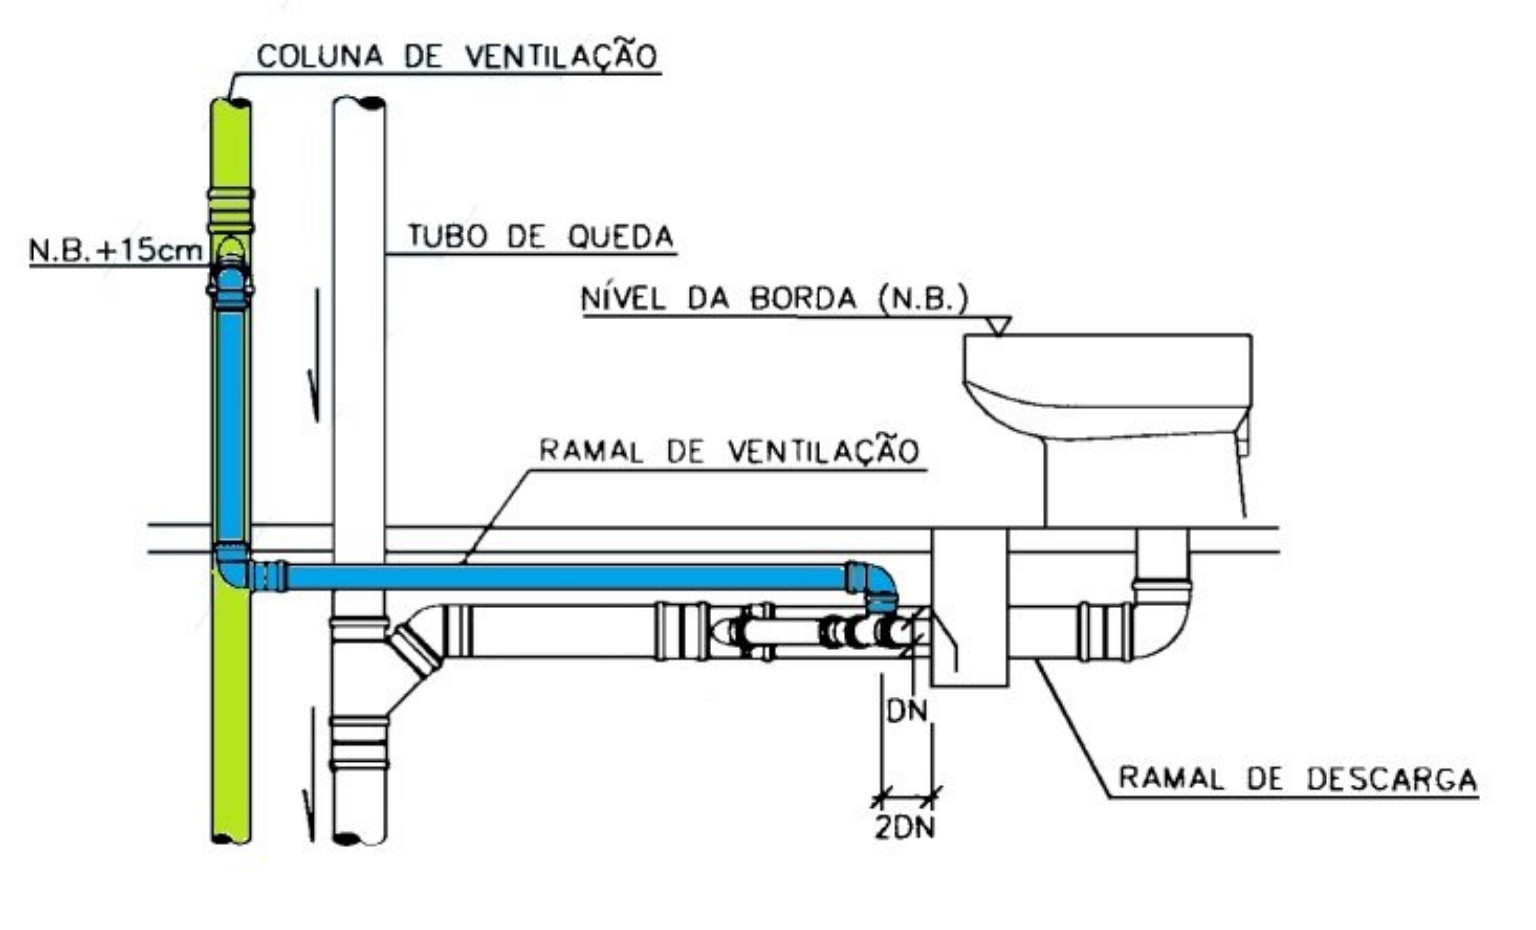 COLUNA DE VENTILAÇÃO
TUBO DE QUEDA
N.B.+15cm
NÍVEL DA BORDA (N.B.)
RAMAL DE VENTILAÇÃO
DN
RAMAL DE DESCARGA
2DN